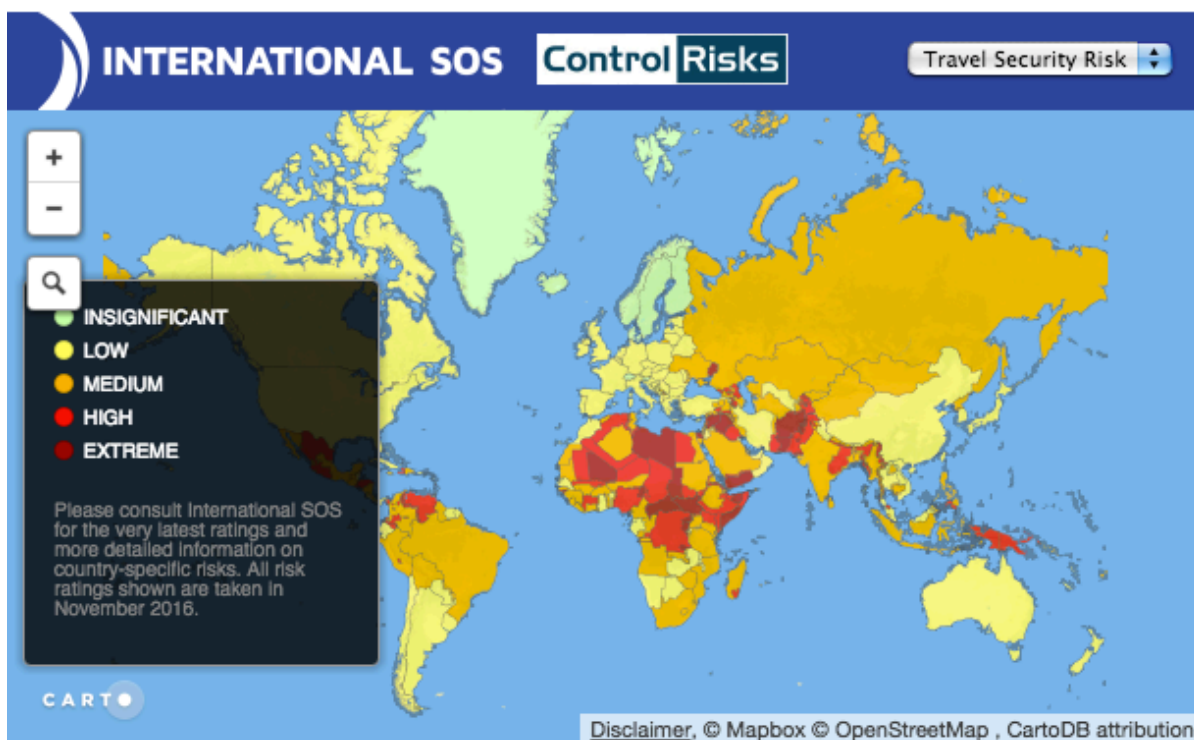 INTERNATIONAL SOS
Control Risks
Travel Security Risk
+
−
INSIGNIFICANT
LOW
MEDIUM
HIGH
EXTREME
Please consult International SOS
for the very latest ratings and
more detailed information on
country-specific risks. All risk
ratings shown are taken in
November 2016.
CARTO
Disclaimer, © Mapbox © OpenStreetMap , CartoDB attribution